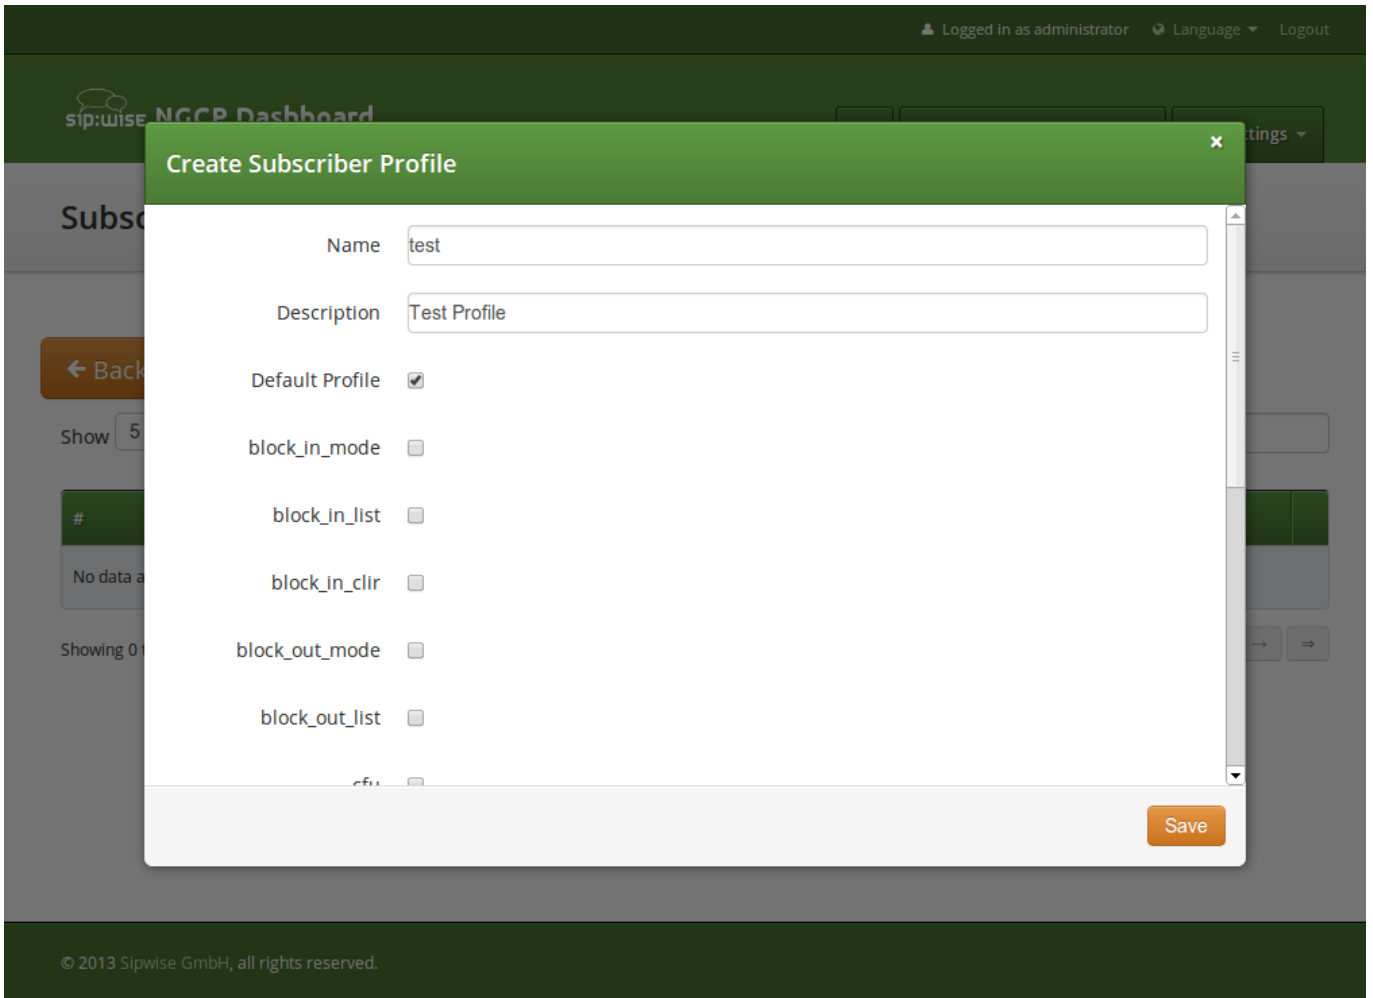 Logged in as administrator Language Logout
sip:wise NGCP Dashboard
ttings
Create Subscriber Profile ×
Subsc
Name test
Description Test Profile
← Back
Default Profile
Show 5
block_in_mode
block_in_list
#
block_in_clir
No data a
block_out_mode
Showing 0 t → ⇒
block_out_list
cfu
Save
© 2013 Sipwise GmbH, all rights reserved.